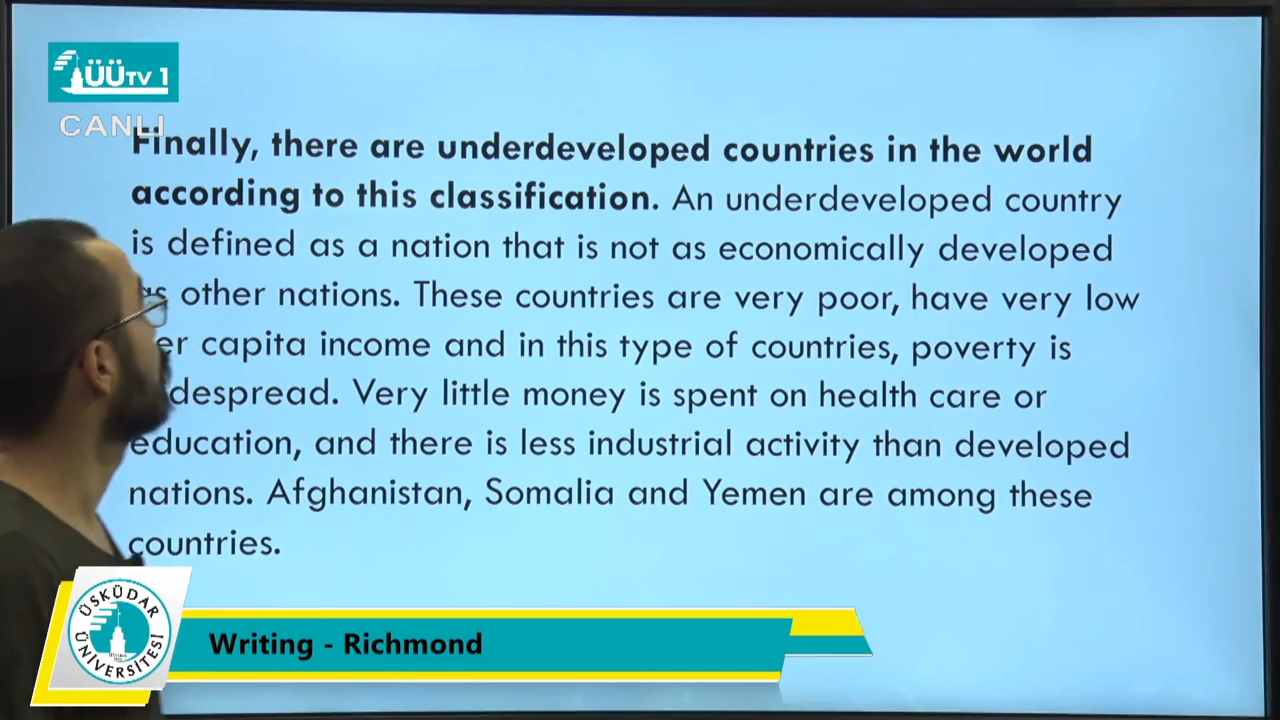 ÜÜTV 1
CANLI
Finally, there are underdeveloped countries in the world
according to this classification. An underdeveloped country
is defined as a nation that is not as economically developed
as other nations. These countries are very poor, have very low
er capita income and in this type of countries, poverty is
despread. Very little money is spent on health care or
education, and there is less industrial activity than developed
nations. Afghanistan, Somalia and Yemen are among these
countries.
ÜSKÜDAR
ÜNİVERSİTESİ
Writing - Richmond